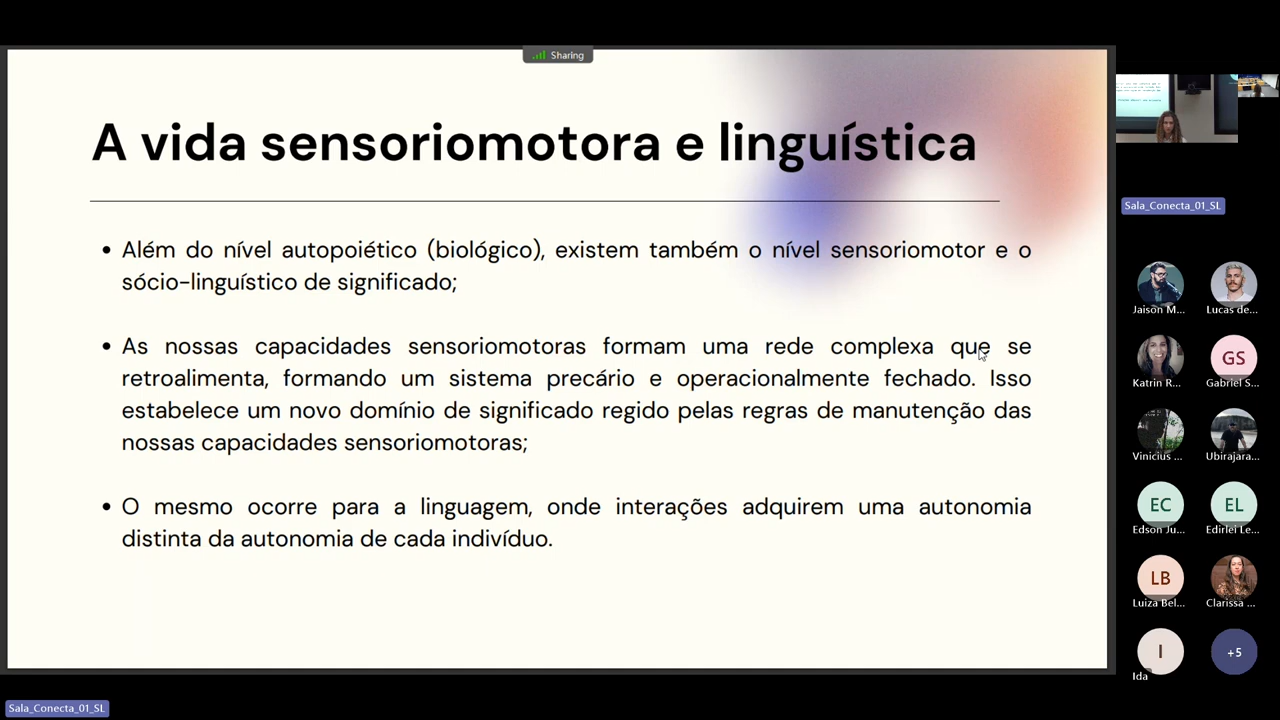 Sharing
A vida sensoriomotora e linguística
• Além do nível autopoiético (biológico), existem também o nível sensoriomotor e o
sócio-linguístico de significado;
• As nossas capacidades sensoriomotoras formam uma rede complexa que se
retroalimenta, formando um sistema precário e operacionalmente fechado. Isso
estabelece um novo domínio de significado regido pelas regras de manutenção das
nossas capacidades sensoriomotoras;
• O mesmo ocorre para a linguagem, onde interações adquirem uma autonomia
distinta da autonomia de cada indivíduo.
Sala_Conecta_01_SL
Jaison M...
Lucas de...
Katrin R...
GS
Gabriel S...
Vinicius ...
Ubirajara...
EC
Edson Ju...
EL
Edirlei Le...
LB
Luiza Bel...
Clarissa ...
I
Ida
+5
Sala_Conecta_01_SL